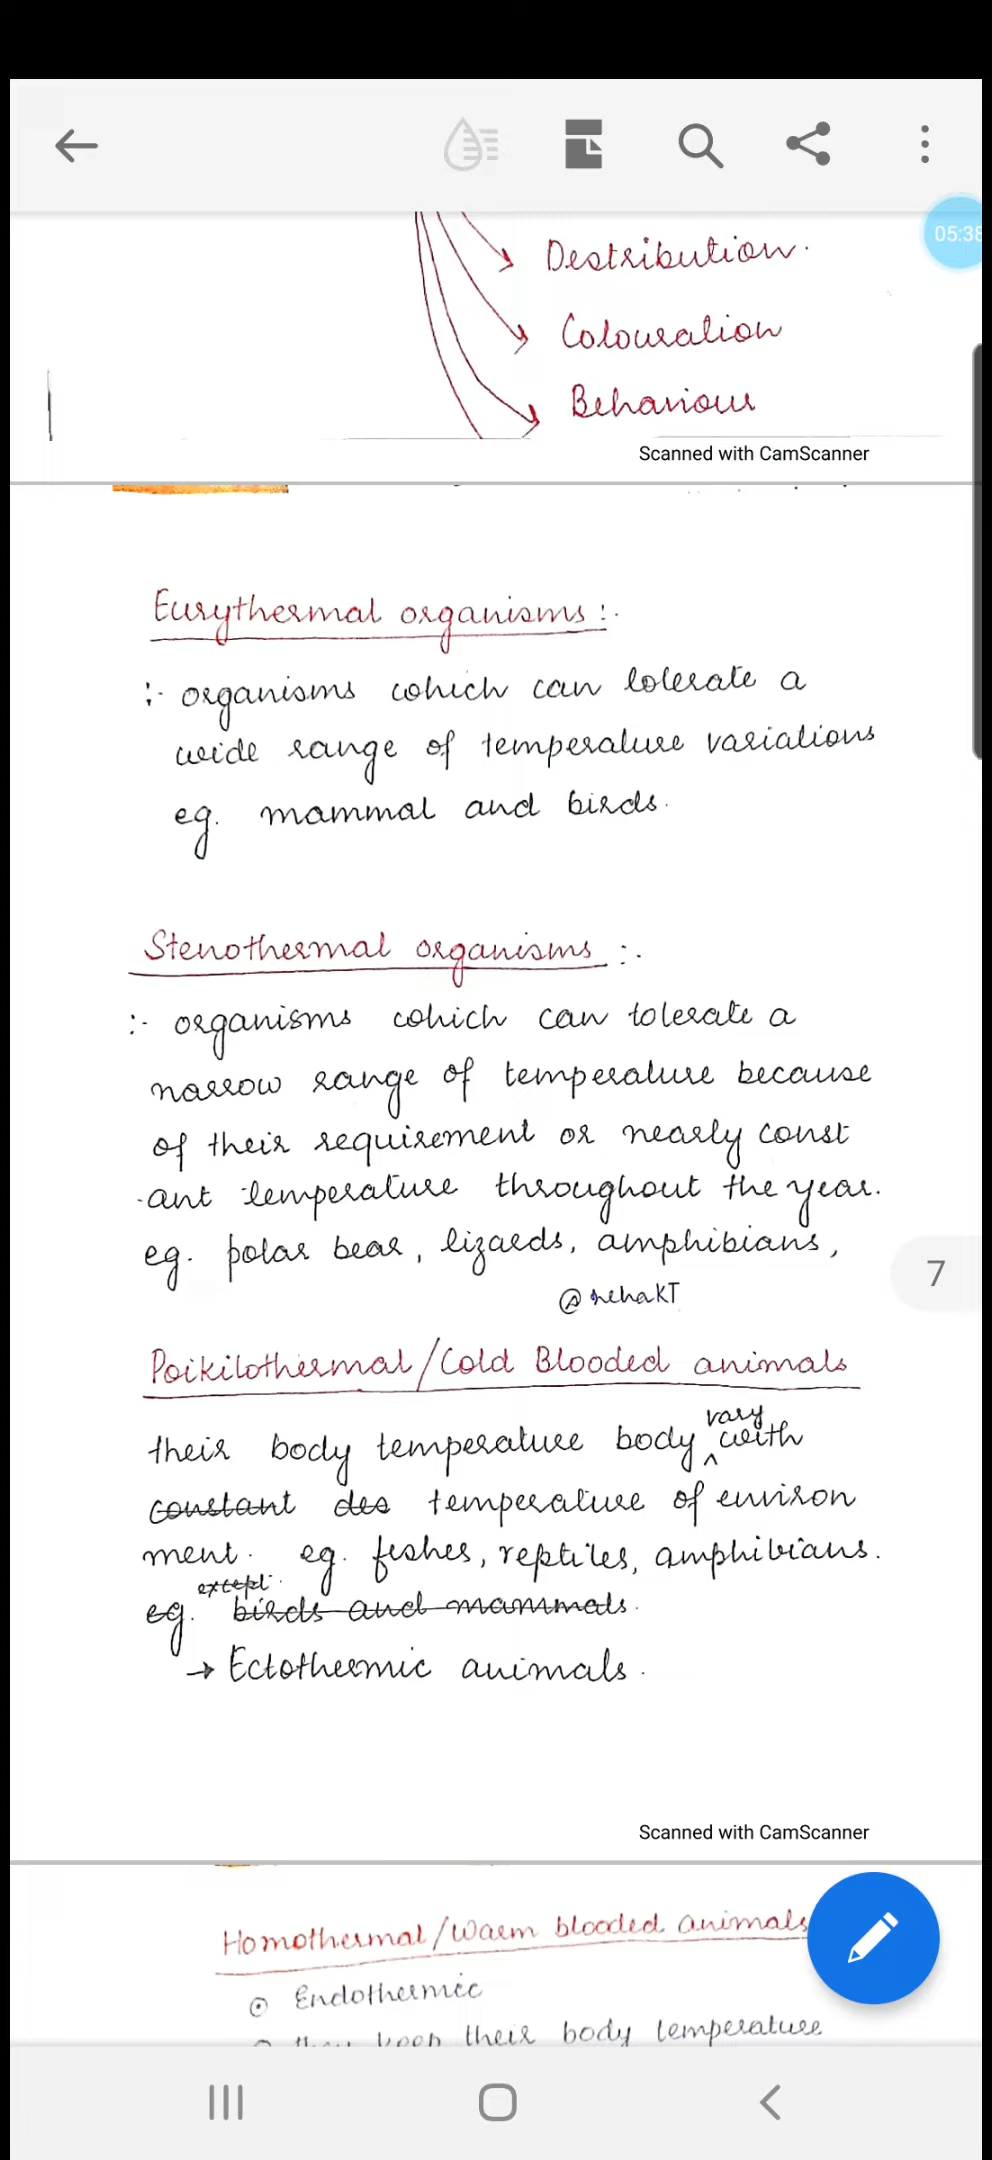 05:38
Distribution.
Colouration
Behaviour
Scanned with CamScanner
Eurythermal organisms :-
:- organisms which can tolerate a
wide range of temperature variations
eg. mammal and birds.
Stenothermal organisms :-
:- organisms which can tolerate a
narrow range of temperature because
of their requirement or nearly const
-ant temperature throughout the year.
eg. polar bear, lizards, amphibians,
@nehaKT
7
Poikilothermal/Cold Blooded animals
vary
their body temperature body ^ with
constant des temperature of environ
ment. eg. fishes, reptiles, amphibians.
except.
eg. birds and mammals.
→ Ectothermic animals.
Scanned with CamScanner
Homothermal/Warm blooded animals
⊙ Endothermic
they keep their body temperature